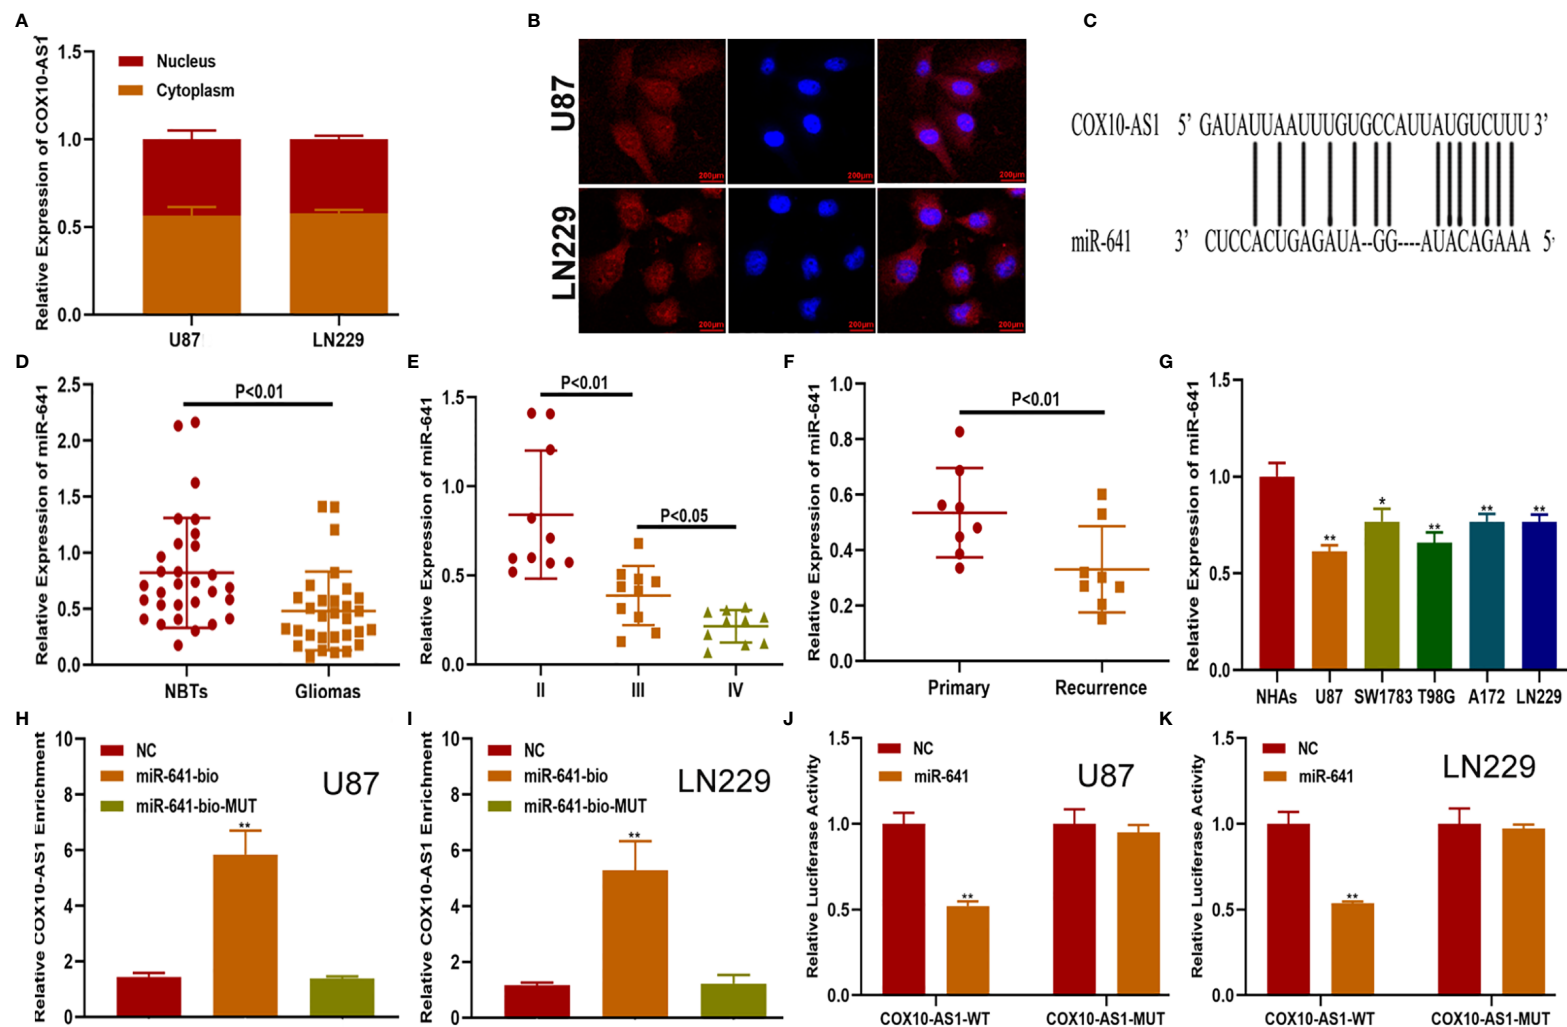 A
Relative Expression of COX10-AS1
1.5
1.0
0.5
0.0
Nucleus
Cytoplasm
U87
LN229
B
U87
LN229
200μm
200μm
200μm
200μm
200μm
200μm
C
COX10-AS1 5’ GAUAUUAAUUUGUGCCAUUAUGUCUUU 3’
miR-641 3’ CUCCACUGAGAUA--GG----AUACAGAAA 5’
D
Relative Expression of miR-641
2.5
2.0
1.5
1.0
0.5
0.0
P<0.01
NBTs
Gliomas
E
Relative Expression of miR-641
1.5
1.0
0.5
0.0
P<0.01
P<0.05
II
III
IV
F
Relative Expression of miR-641
1.0
0.8
0.6
0.4
0.2
0.0
P<0.01
Primary
Recurrence
G
Relative Expression of miR-641
1.5
1.0
0.5
0.0
**
*
**
**
**
NHAs
U87
SW1783
T98G
A172
LN229
H
Relative COX10-AS1 Enrichment
10
8
6
4
2
0
NC
miR-641-bio
miR-641-bio-MUT
U87
**
I
Relative COX10-AS1 Enrichment
10
8
6
4
2
0
NC
miR-641-bio
miR-641-bio-MUT
LN229
**
J
Relative Luciferase Activity
1.5
1.0
0.5
0.0
NC
miR-641
U87
**
COX10-AS1-WT
COX10-AS1-MUT
K
Relative Luciferase Activity
1.5
1.0
0.5
0.0
NC
miR-641
LN229
**
COX10-AS1-WT
COX10-AS1-MUT